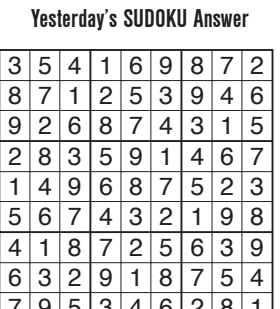 Yesterday's SUDOKU Answer
3 5 4 1 6 9 8 7 2
8 7 1 2 5 3 9 4 6
9 2 6 8 7 4 3 1 5
2 8 3 5 9 1 4 6 7
1 4 9 6 8 7 5 2 3
5 6 7 4 3 2 1 9 8
4 1 8 7 2 5 6 3 9
6 3 2 9 1 8 7 5 4
7 9 5 3 4 6 2 8 1